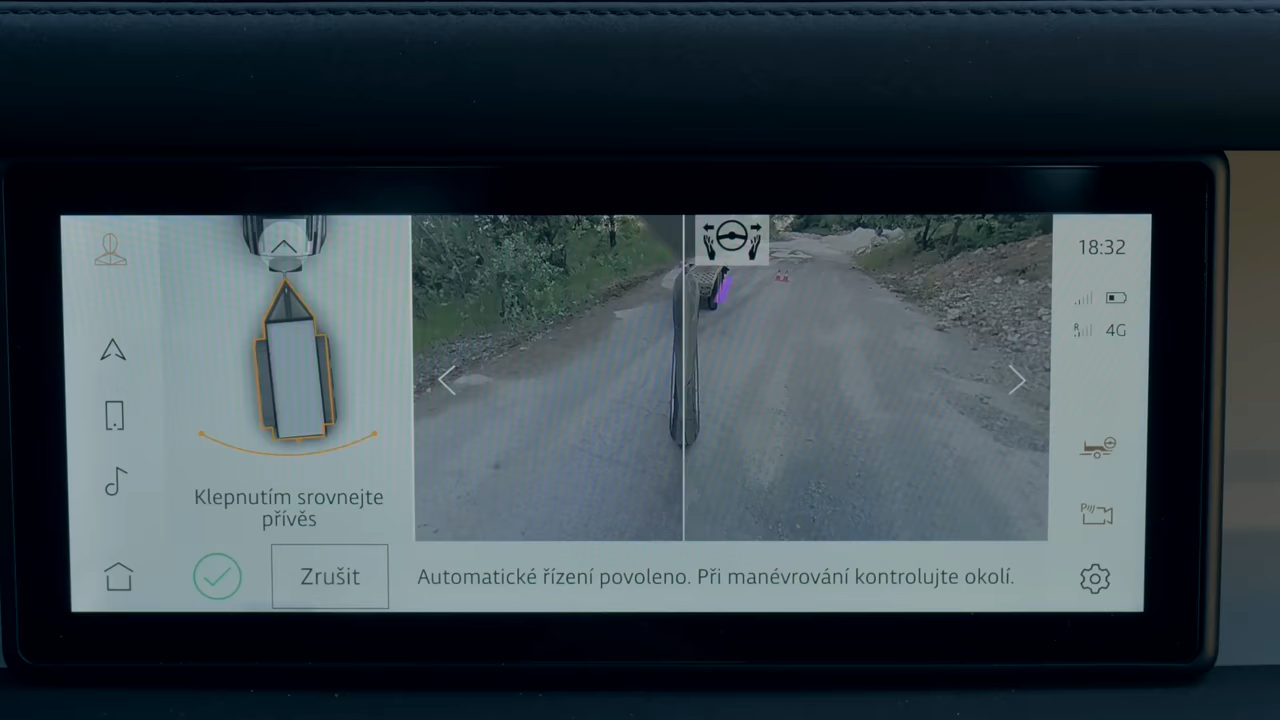 18:32
R 4G
Klepnutím srovnejte
přívěs
P
Zrušit
Automatické řízení povoleno. Při manévrování kontrolujte okolí.